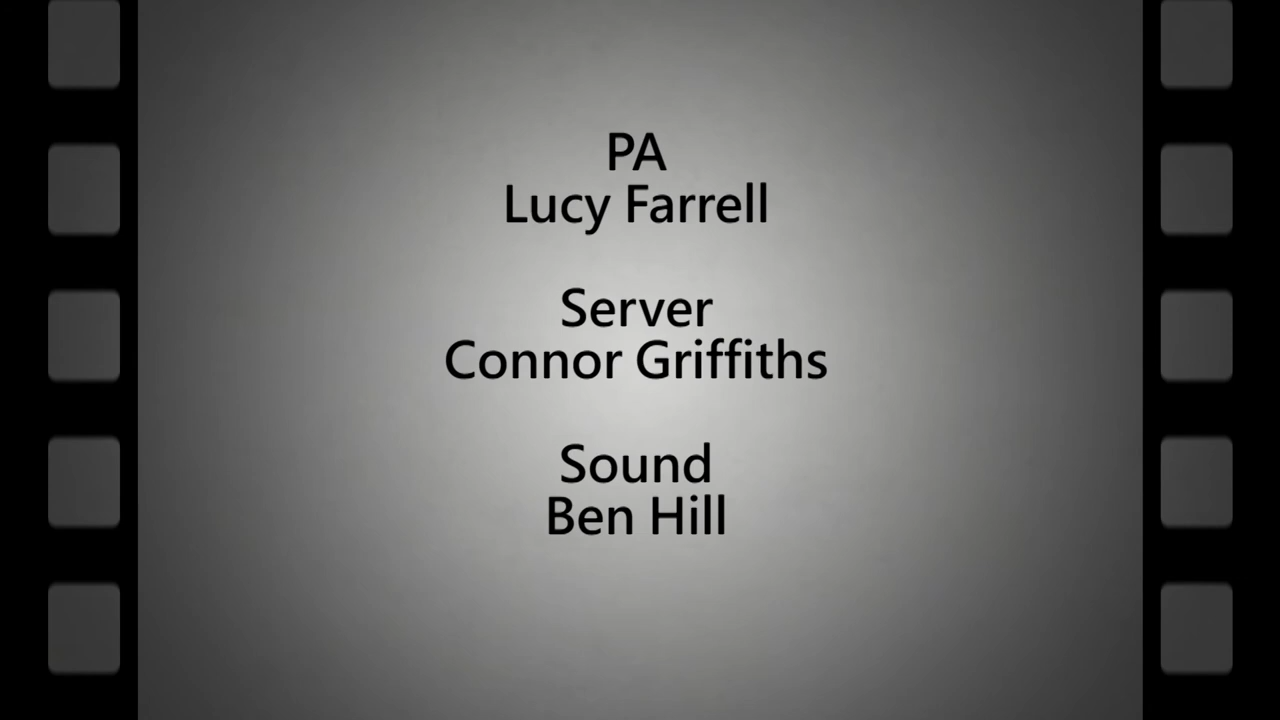 PA
Lucy Farrell
Server
Connor Griffiths
Sound
Ben Hill